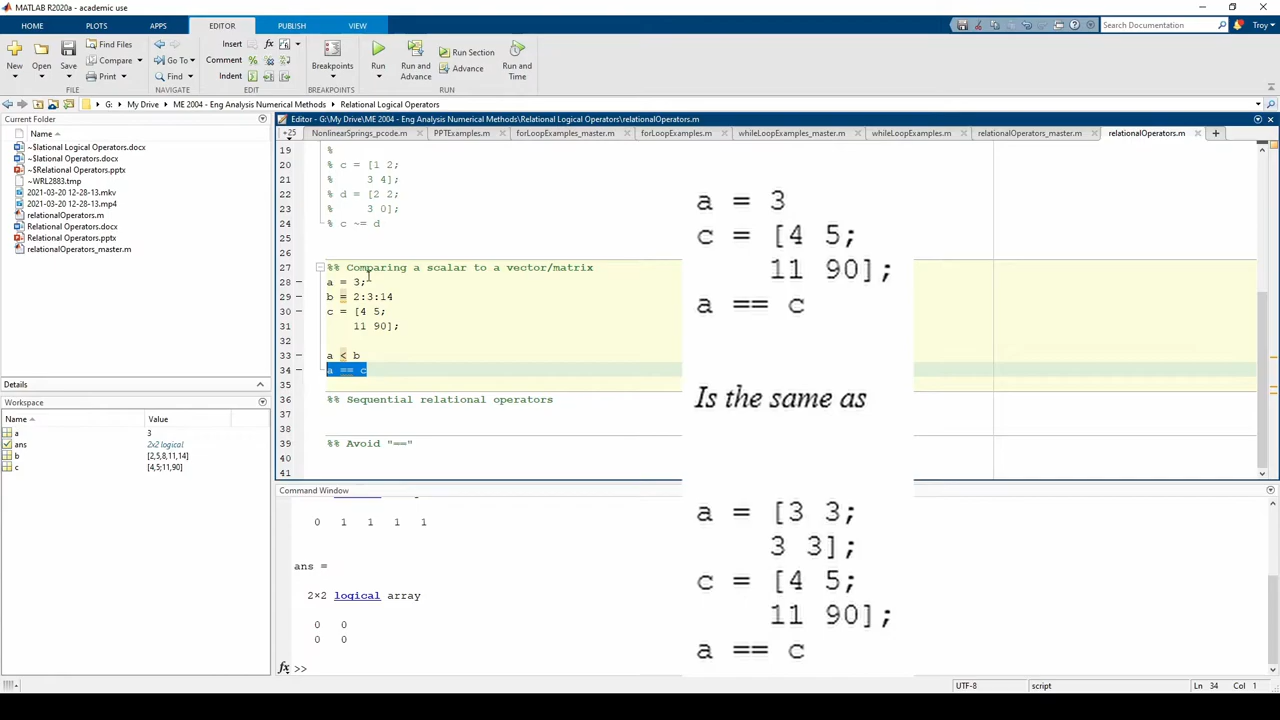 MATLAB R2020a - academic use
HOME PLOTS APPS EDITOR PUBLISH VIEW
Search Documentation
Troy
New Open Save
Find Files
Compare
Print
Go To
Find
Insert
Comment
Indent
Breakpoints
Run
Run and Advance
Run Section
Advance
Run and Time
FILE NAVIGATE EDIT BREAKPOINTS RUN
G: My Drive ME 2004 - Eng Analysis Numerical Methods Relational Logical Operators
Current Folder
Name
~$lational Logical Operators.docx
~$lational Operators.docx
~$Relational Operators.pptx
~WRL2883.tmp
2021-03-20 12-28-13.mkv
2021-03-20 12-28-13.mp4
relationalOperators.m
Relational Operators.docx
Relational Operators.pptx
relationalOperators_master.m
Details
Workspace
Name Value
a 3
ans 2x2 logical
b [2,5,8,11,14]
c [4,5;11,90]
Editor - G:\My Drive\ME 2004 - Eng Analysis Numerical Methods\Relational Logical Operators\relationalOperators.m
+25 NonlinearSprings_pcode.m PPTExamples.m forLoopExamples_master.m forLoopExamples.m whileLoopExamples_master.m whileLoopExamples.m relationalOperators_master.m relationalOperators.m
19 %
20 % c = [1 2;
21 % 3 4];
22 % d = [2 2;
23 % 3 0];
24 % c ~= d
25
26
27 %% Comparing a scalar to a vector/matrix
28 a = 3;
29 b = 2:3:14
30 c = [4 5;
31 11 90];
32
33 a < b
34 a == c
35
36 %% Sequential relational operators
37
38
39 %% Avoid "=="
40
41
a = 3
c = [4 5;
11 90];
a == c
Is the same as
a = [3 3;
3 3];
c = [4 5;
11 90];
a == c
Command Window
0 1 1 1 1
ans =
2×2 logical array
0 0
0 0
fx >>
UTF-8 script Ln 34 Col 1